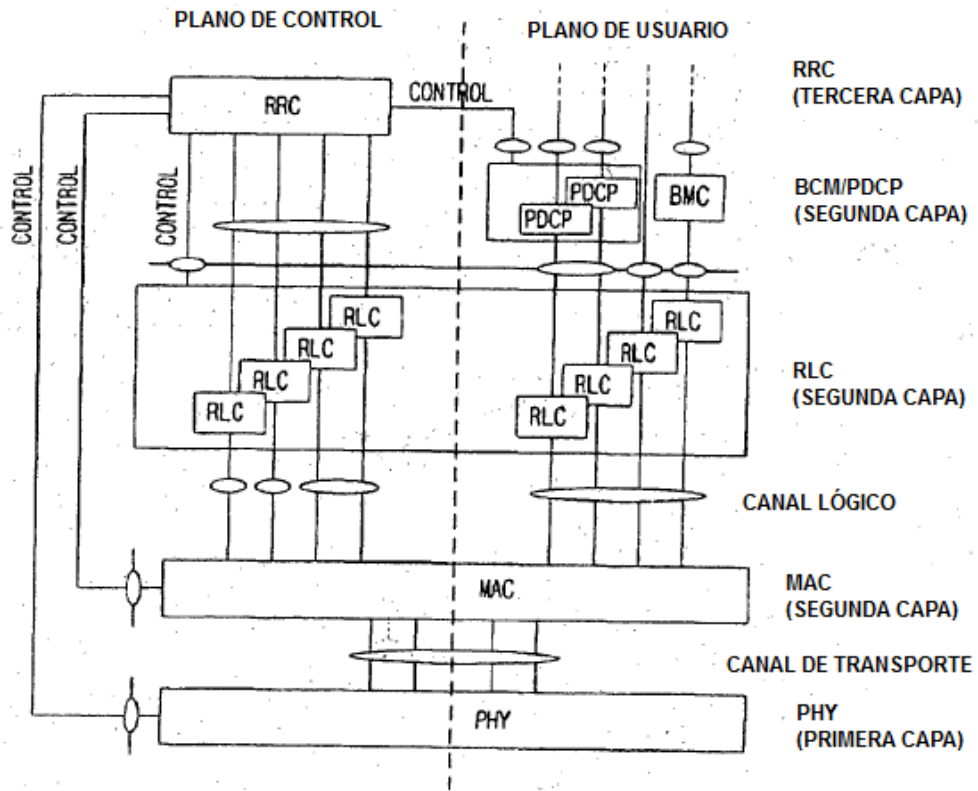 PLANO DE CONTROL
PLANO DE USUARIO
RRC
(TERCERA CAPA)
RRC
CONTROL
CONTROL
CONTROL
CONTROL
PDCP
PDCP
BMC
BCM/PDCP
(SEGUNDA CAPA)
RLC
RLC
RLC
RLC
RLC
RLC
RLC
RLC
RLC
(SEGUNDA CAPA)
CANAL LÓGICO
MAC
MAC
(SEGUNDA CAPA)
CANAL DE TRANSPORTE
PHY
PHY
(PRIMERA CAPA)